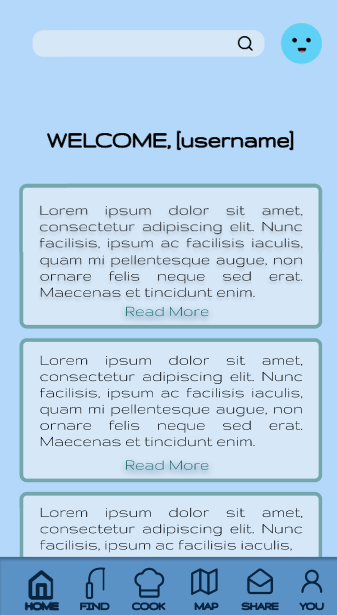 WELCOME, [username]
Lorem ipsum dolor sit amet,
consectetur adipiscing elit. Nunc
facilisis, ipsum ac facilisis iaculis,
quam mi pellentesque augue, non
ornare felis neque sed erat.
Maecenas et tincidunt enim.
Read More
Lorem ipsum dolor sit amet,
consectetur adipiscing elit. Nunc
facilisis, ipsum ac facilisis iaculis,
quam mi pellentesque augue, non
ornare felis neque sed erat.
Maecenas et tincidunt enim.
Read More
Lorem ipsum dolor sit amet,
consectetur adipiscing elit. Nunc
facilisis, ipsum ac facilisis iaculis,
HOME FIND COOK MAP SHARE YOU